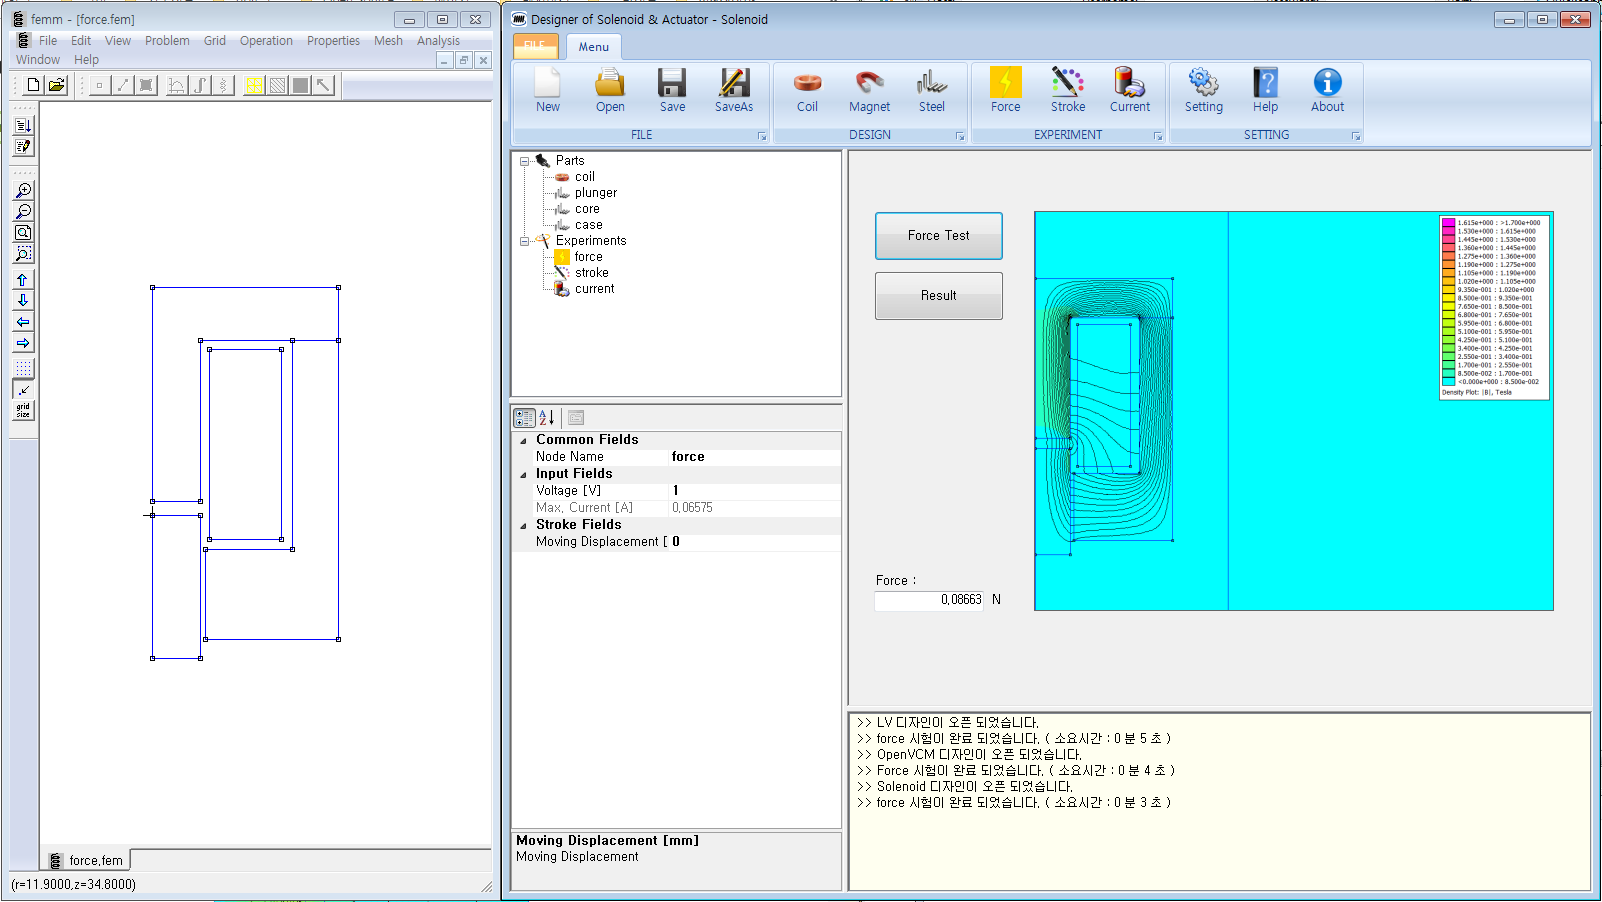 femm - [force.fem]
File Edit View Problem Grid Operation Properties Mesh Analysis
Window Help
grid
size
force.fem
(r=11.9000,z=34.8000)
Designer of Solenoid & Actuator - Solenoid
FILE Menu
New Open Save SaveAs Coil Magnet Steel Force Stroke Current Setting Help About
FILE DESIGN EXPERIMENT SETTING
Parts
coil
plunger
core
case
Experiments
force
stroke
current
Common Fields
Node Name force
Input Fields
Voltage [V] 1
Max. Current [A] 0.06575
Stroke Fields
Moving Displacement [ 0
Moving Displacement [mm]
Moving Displacement
Force Test
Result
Force :
0.08663 N
1.615e+000 : >1.700e+000
1.530e+000 : 1.615e+000
1.445e+000 : 1.530e+000
1.360e+000 : 1.445e+000
1.275e+000 : 1.360e+000
1.190e+000 : 1.275e+000
1.105e+000 : 1.190e+000
1.020e+000 : 1.105e+000
9.350e-001 : 1.020e+000
8.500e-001 : 9.350e-001
7.650e-001 : 8.500e-001
6.800e-001 : 7.650e-001
5.950e-001 : 6.800e-001
5.100e-001 : 5.950e-001
4.250e-001 : 5.100e-001
3.400e-001 : 4.250e-001
2.550e-001 : 3.400e-001
1.700e-001 : 2.550e-001
8.500e-002 : 1.700e-001
<0.000e+000 : 8.500e-002
Density Plot: |B|, Tesla
>> LV 디자인이 오픈 되었습니다.
>> force 시험이 완료 되었습니다. ( 소요시간 : 0 분 5 초 )
>> OpenVCM 디자인이 오픈 되었습니다.
>> Force 시험이 완료 되었습니다. ( 소요시간 : 0 분 4 초 )
>> Solenoid 디자인이 오픈 되었습니다.
>> force 시험이 완료 되었습니다. ( 소요시간 : 0 분 3 초 )